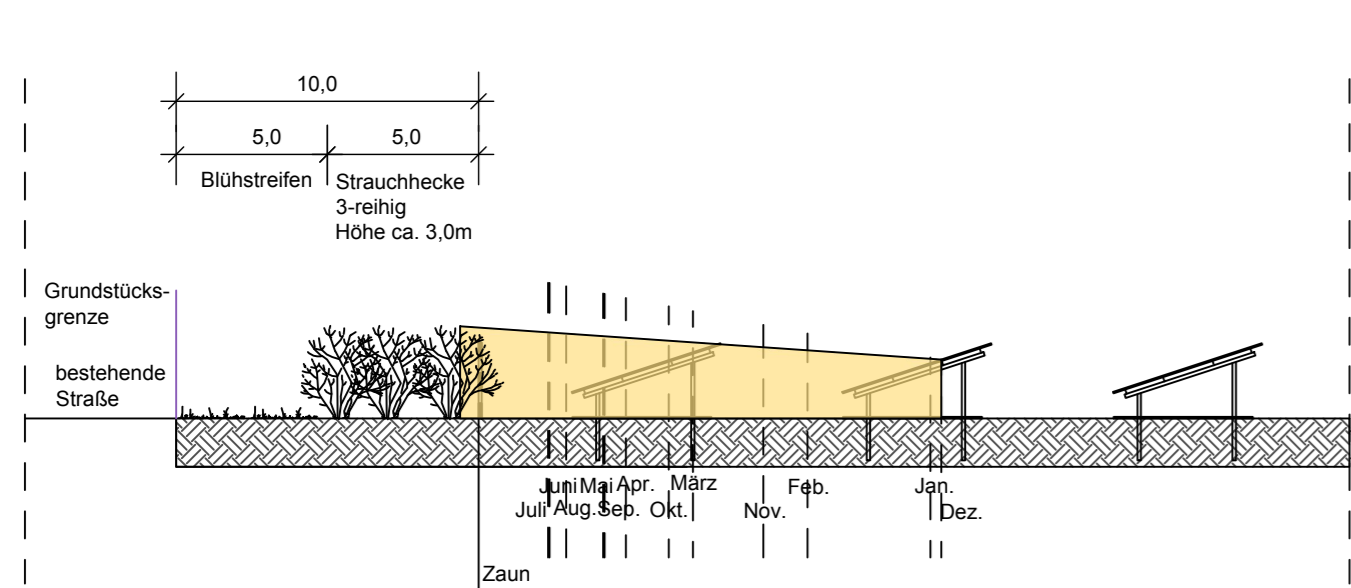 10,0
5,0
5,0
Blühstreifen
Strauchhecke
3-reihig
Höhe ca. 3,0m
Grundstücks-
grenze
bestehende
Straße
Juni Mai Apr. März Feb. Jan.
Juli Aug. Sep. Okt. Nov. Dez.
Zaun